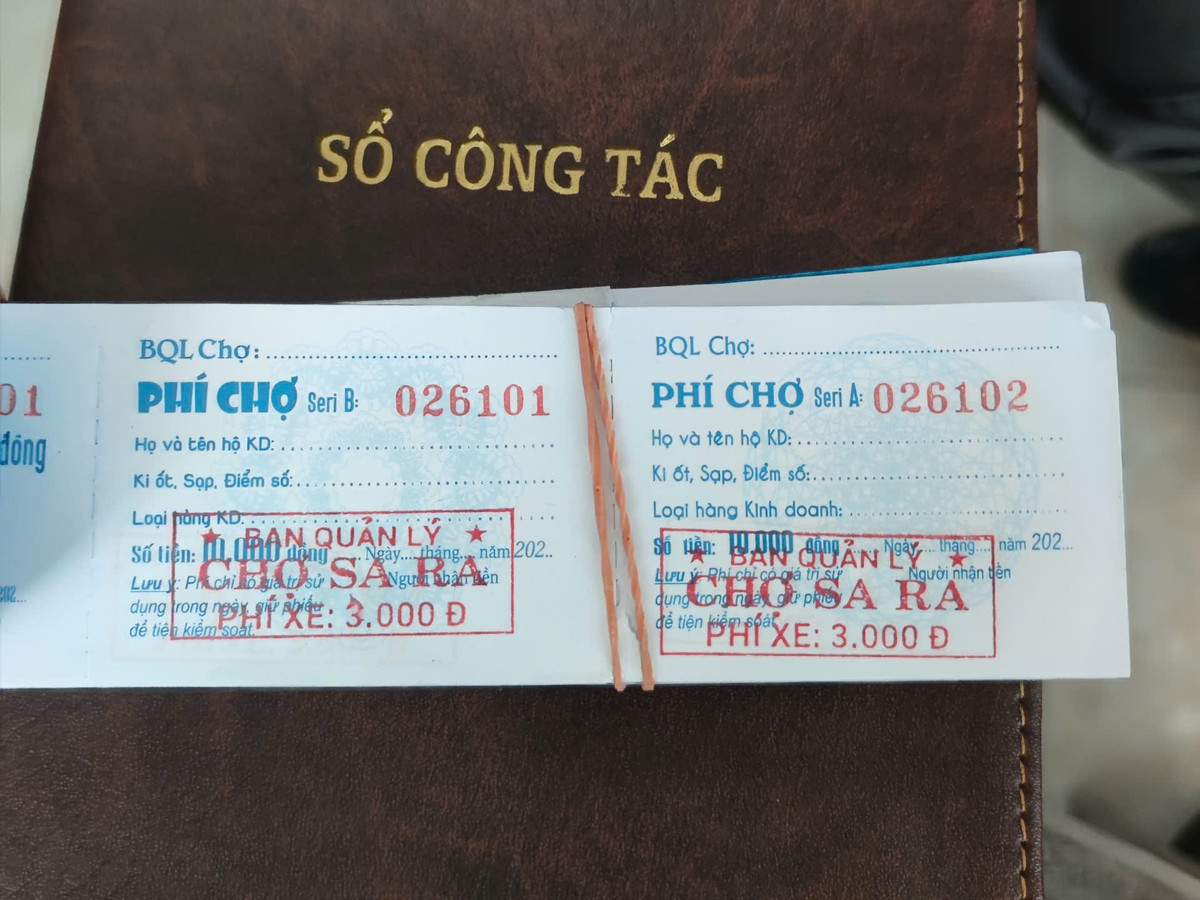 SỔ CÔNG TÁC
01
đồng
202...
BQL Chợ:
PHÍ CHỢ Seri B: 026101
Họ và tên hộ KD:
Ki ốt, Sạp, Điểm số:
Loại hàng KD:
Số tiền: 10.000 đồng
Ngày.... tháng.... năm 202..
Người nhận tiền
Lưu ý: Phí chỉ có giá trị sử
dụng trong ngày, giữ phiếu
để tiện kiểm soát.
★ BAN QUẢN LÝ ★
CHỢ SA RA
PHÍ XE: 3.000 Đ
BQL Chợ:
PHÍ CHỢ Seri A: 026102
Họ và tên hộ KD:
Ki ốt, Sạp, Điểm số:
Loại hàng Kinh doanh:
Số tiền: 10.000 đồng
Ngày.... tháng.... năm 202...
Người nhận tiền
Lưu ý: Phí chỉ có giá trị sử
dụng trong ngày, giữ phiếu
để tiện kiểm soát.
★ BAN QUẢN LÝ ★
CHỢ SA RA
PHÍ XE: 3.000 Đ